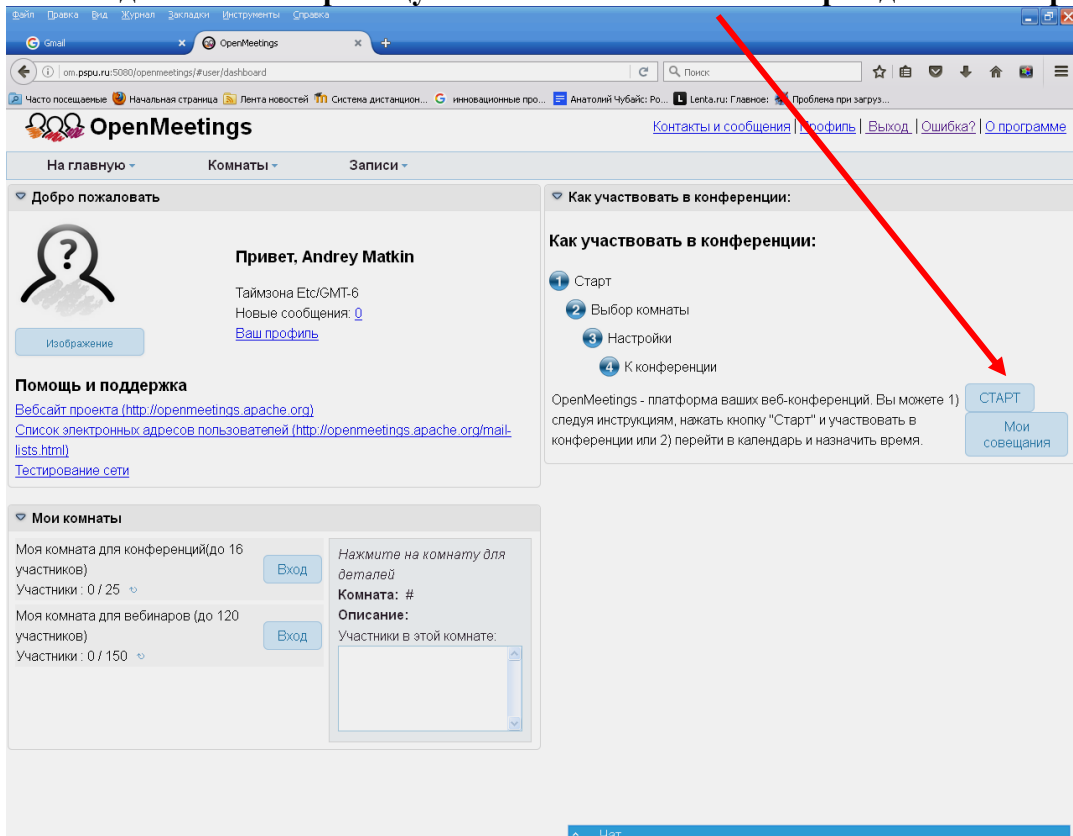 Файл Правка Вид Журнал Закладки Инструменты Справка
Gmail
OpenMeetings
om.pspu.ru:5080/openmeetings/#user/dashboard
Поиск
Часто посещаемые Начальная страница Лента новостей Система дистанцион... инновационные про... Анатолий Чубайс: Ро... Lenta.ru: Главное: Проблема при загруз...
OpenMeetings
Контакты и сообщения | Профиль | Выход | Ошибка? | О программе
На главную Комнаты Записи
Добро пожаловать
Привет, Andrey Matkin
Таймзона Etc/GMT-6
Новые сообщения: 0
Ваш профиль
Изображение
Помощь и поддержка
Вебсайт проекта (http://openmeetings.apache.org)
Список электронных адресов пользователей (http://openmeetings.apache.org/mail-
lists.html)
Тестирование сети
Мои комнаты
Моя комната для конференций(до 16
участников)
Участники : 0 / 25
Вход
Моя комната для вебинаров (до 120
участников)
Участники : 0 / 150
Вход
Нажмите на комнату для
деталей
Комната: #
Описание:
Участники в этой комнате:
Как участвовать в конференции:
Как участвовать в конференции:
1 Старт
2 Выбор комнаты
3 Настройки
4 К конференции
OpenMeetings - платформа ваших веб-конференций. Вы можете 1)
следуя инструкциям, нажать кнопку "Старт" и участвовать в
конференции или 2) перейти в календарь и назначить время.
СТАРТ
Мои
совещания
Чат